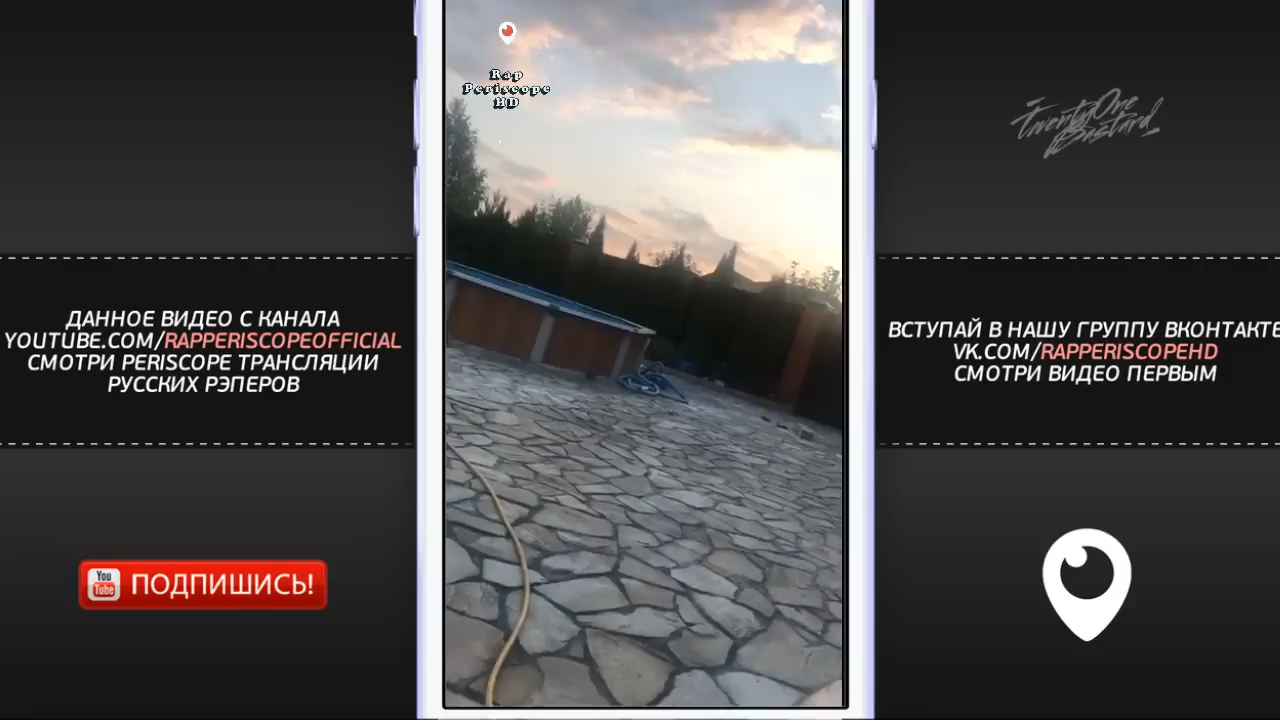 Rap
Periscope
HD
TwentyOne
Bastard
ДАННОЕ ВИДЕО С КАНАЛА
YOUTUBE.COM/RAPPERISCOPEOFFICIAL
СМОТРИ PERISCOPE ТРАНСЛЯЦИИ
РУССКИХ РЭПЕРОВ
ВСТУПАЙ В НАШУ ГРУППУ ВКОНТАКТЕ
VK.COM/RAPPERISCOPEHD
СМОТРИ ВИДЕО ПЕРВЫМ
You
Tube
ПОДПИШИСЬ!